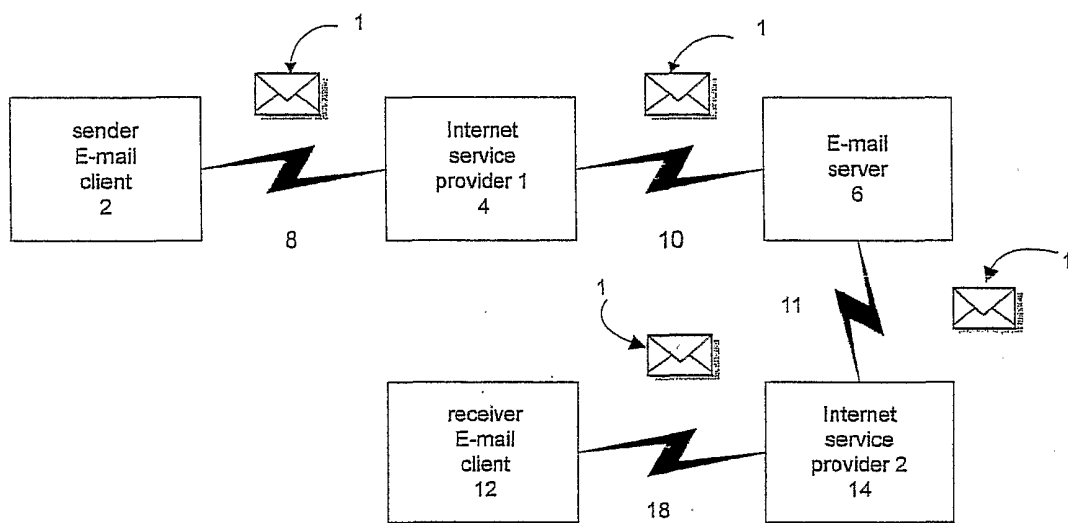 1
1
sender
E-mail
client
2
Internet
service
provider 1
4
E-mail
server
6
8
10
1
11
1
receiver
E-mail
client
12
Internet
service
provider 2
14
18